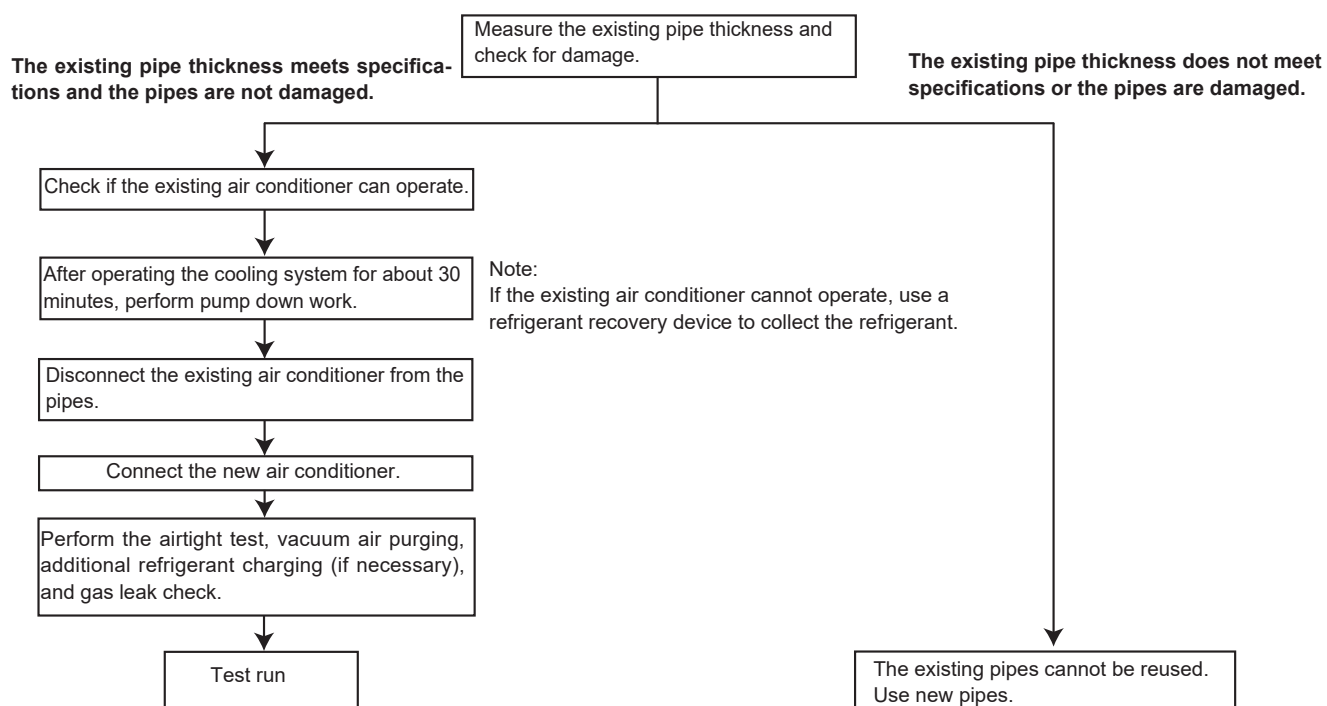 Measure the existing pipe thickness and
check for damage.
The existing pipe thickness meets specifica-
tions and the pipes are not damaged.
The existing pipe thickness does not meet
specifications or the pipes are damaged.
Check if the existing air conditioner can operate.
After operating the cooling system for about 30
minutes, perform pump down work.
Note:
If the existing air conditioner cannot operate, use a
refrigerant recovery device to collect the refrigerant.
Disconnect the existing air conditioner from the
pipes.
Connect the new air conditioner.
Perform the airtight test, vacuum air purging,
additional refrigerant charging (if necessary),
and gas leak check.
Test run
The existing pipes cannot be reused.
Use new pipes.